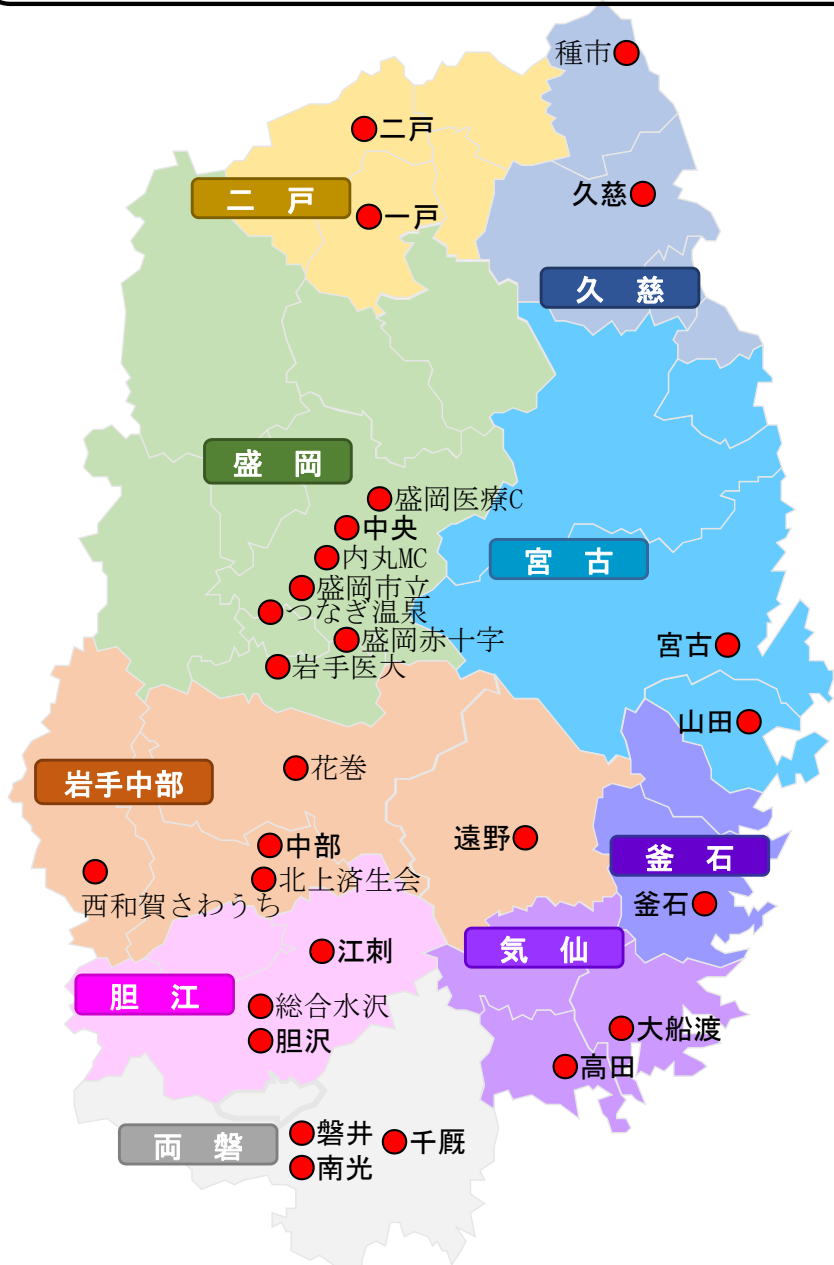 種市
二戸
二 戸
久慈
一戸
久 慈
盛 岡
盛岡医療C
中央
内丸MC
宮 古
盛岡市立
つなぎ温泉
盛岡赤十字
宮古
岩手医大
山田
花巻
岩手中部
遠野
中部
釜 石
北上済生会
西和賀さわうち
釜石
気 仙
江刺
胆 江
総合水沢
大船渡
胆沢
高田
磐井
千厩
両 磐
南光